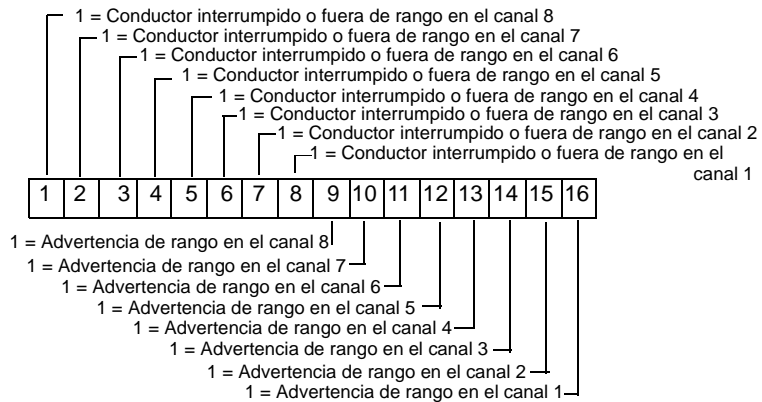 1 = Conductor interrumpido o fuera de rango en el canal 8
1 = Conductor interrumpido o fuera de rango en el canal 7
1 = Conductor interrumpido o fuera de rango en el canal 6
1 = Conductor interrumpido o fuera de rango en el canal 5
1 = Conductor interrumpido o fuera de rango en el canal 4
1 = Conductor interrumpido o fuera de rango en el canal 3
1 = Conductor interrumpido o fuera de rango en el canal 2
1 = Conductor interrumpido o fuera de rango en el
canal 1
1 2 3 4 5 6 7 8 9 10 11 12 13 14 15 16
1 = Advertencia de rango en el canal 8
1 = Advertencia de rango en el canal 7
1 = Advertencia de rango en el canal 6
1 = Advertencia de rango en el canal 5
1 = Advertencia de rango en el canal 4
1 = Advertencia de rango en el canal 3
1 = Advertencia de rango en el canal 2
1 = Advertencia de rango en el canal 1